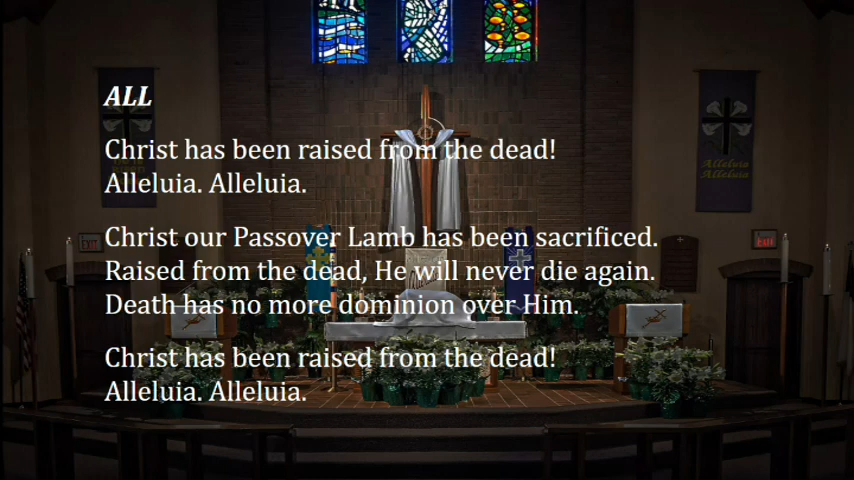 ALL
Christ has been raised from the dead!
Alleluia. Alleluia.
Christ our Passover Lamb has been sacrificed.
Raised from the dead, He will never die again.
Death has no more dominion over Him.
Christ has been raised from the dead!
Alleluia. Alleluia.
Alleluia
Alleluia
EXIT
EXIT